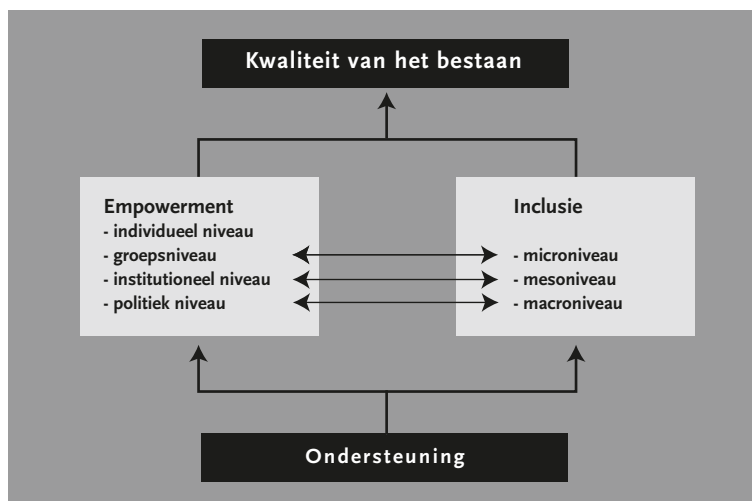 Kwaliteit van het bestaan
Empowerment
- individueel niveau
- groepsniveau
- institutioneel niveau
- politiek niveau
Inclusie
- microniveau
- mesoniveau
- macroniveau
Ondersteuning